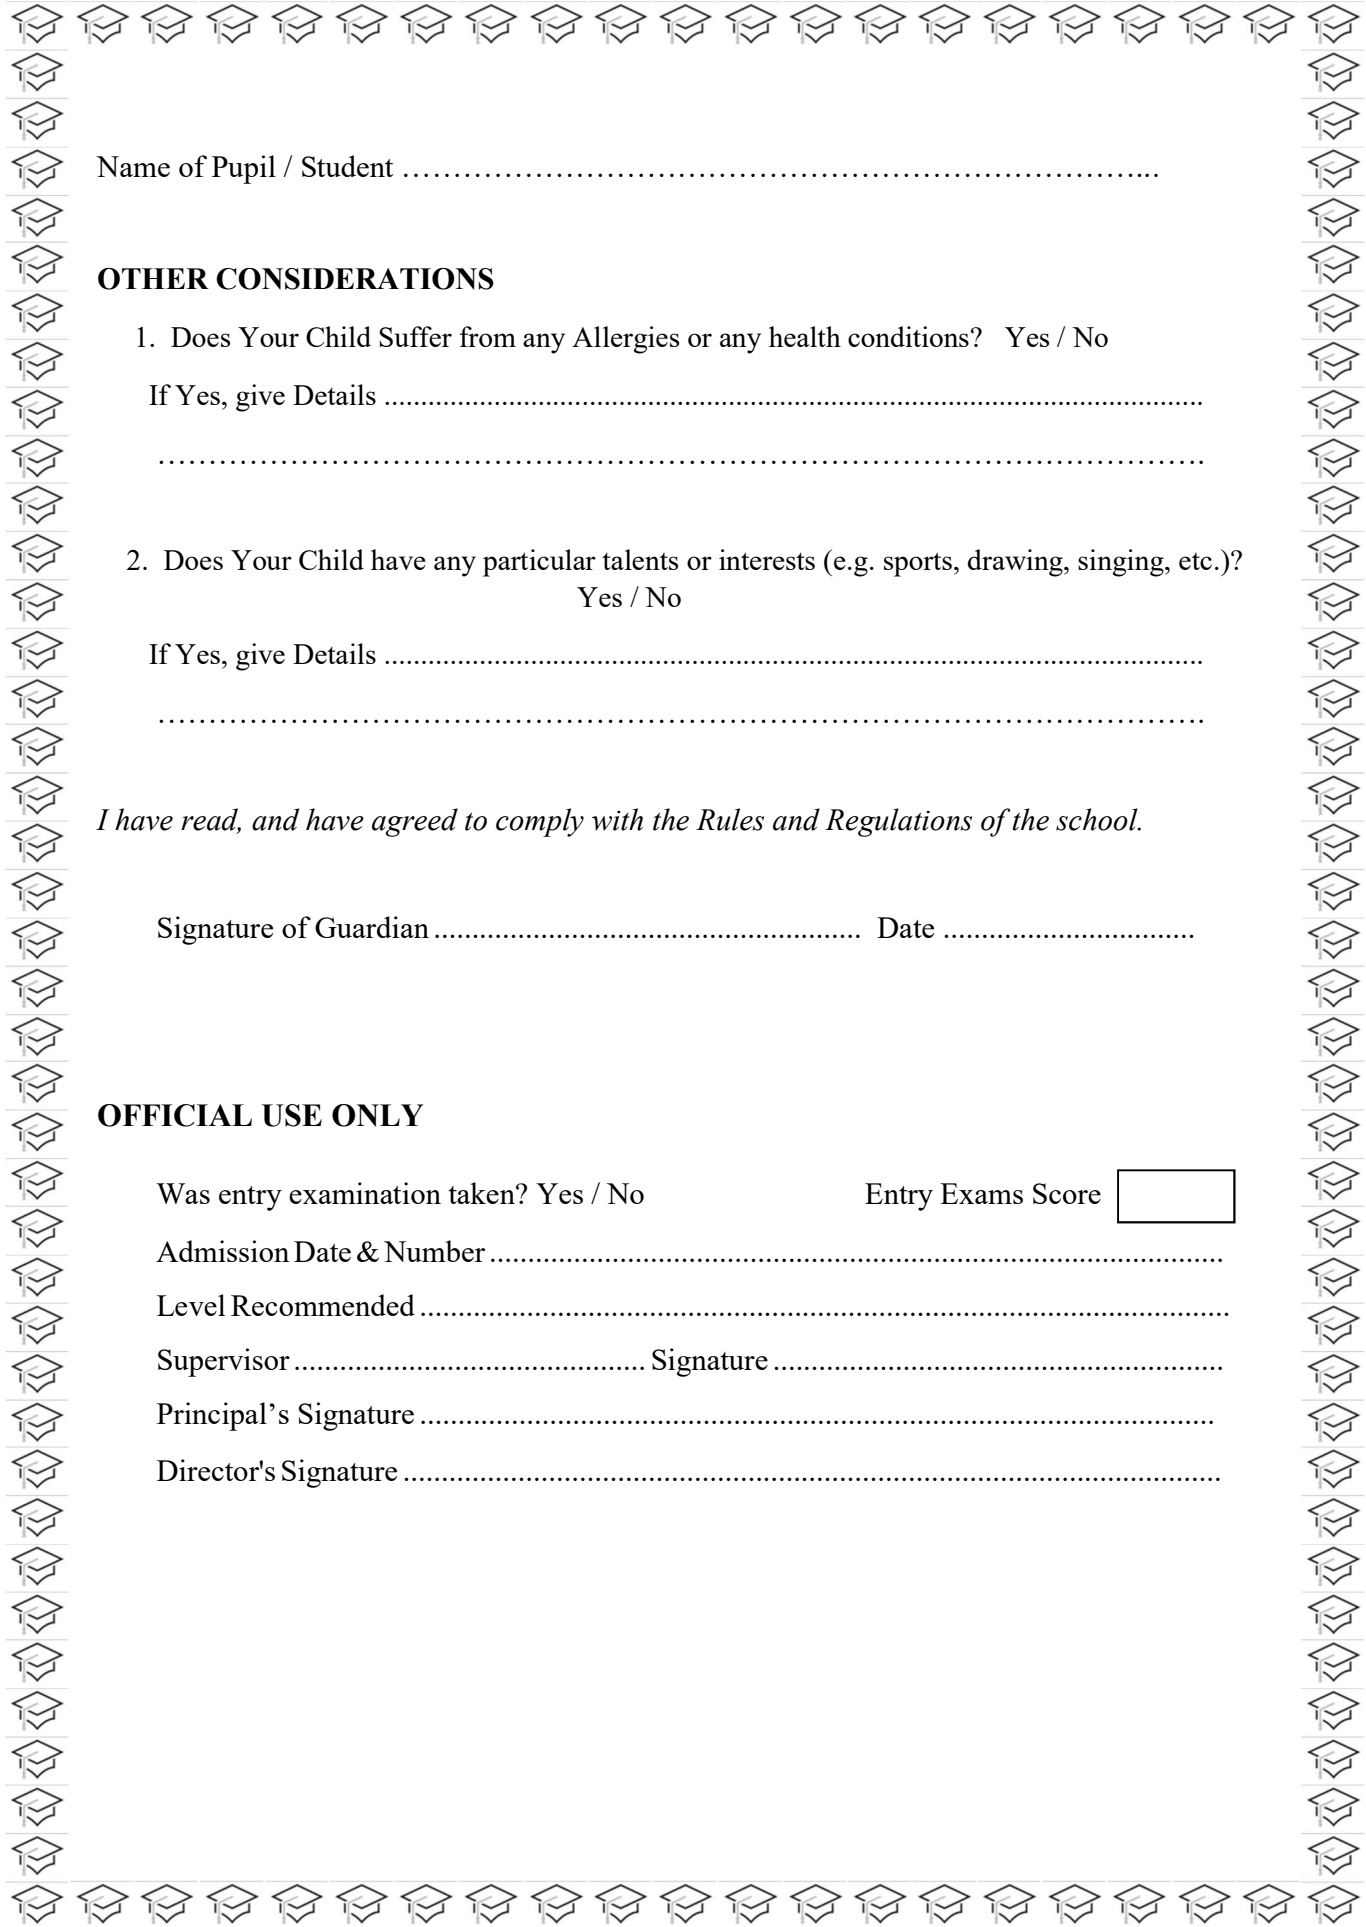 Name of Pupil / Student …………………………………………………………………..
OTHER CONSIDERATIONS
1. Does Your Child Suffer from any Allergies or any health conditions? Yes / No
If Yes, give Details ................................................................................................................
………………………………………………………………………………………….
2. Does Your Child have any particular talents or interests (e.g. sports, drawing, singing, etc.)?
Yes / No
If Yes, give Details ................................................................................................................
………………………………………………………………………………………….
I have read, and have agreed to comply with the Rules and Regulations of the school.
Signature of Guardian ........................................................ Date .................................
OFFICIAL USE ONLY
Was entry examination taken? Yes / No Entry Exams Score
Admission Date & Number ................................................................................................
Level Recommended ..........................................................................................................
Supervisor .............................................. Signature ...........................................................
Principal’s Signature ........................................................................................................
Director's Signature ...........................................................................................................